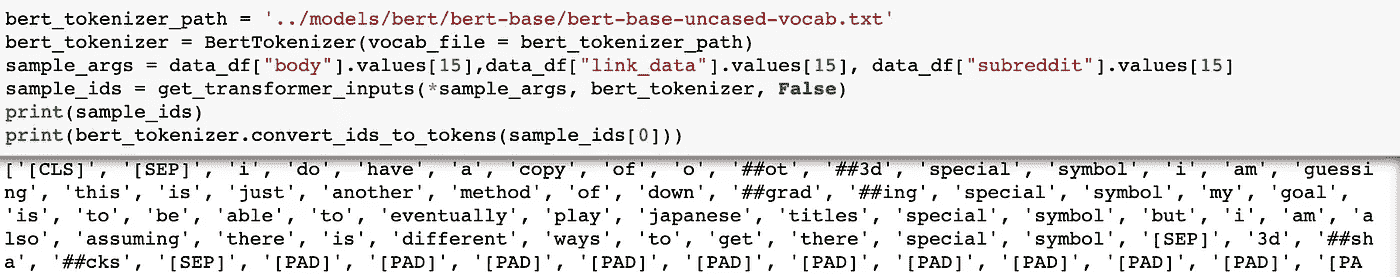 bert_tokenizer_path = '../models/bert/bert-base/bert-base-uncased-vocab.txt'
bert_tokenizer = BertTokenizer(vocab_file = bert_tokenizer_path)
sample_args = data_df["body"].values[15],data_df["link_data"].values[15], data_df["subreddit"].values[15]
sample_ids = get_transformer_inputs(*sample_args, bert_tokenizer, False)
print(sample_ids)
print(bert_tokenizer.convert_ids_to_tokens(sample_ids[0]))
['[CLS]', '[SEP]', 'i', 'do', 'have', 'a', 'copy', 'of', 'o', '##ot', '##3d', 'special', 'symbol', 'i', 'am', 'guessi
ng', 'this', 'is', 'just', 'another', 'method', 'of', 'down', '##grad', '##ing', 'special', 'symbol', 'my', 'goal',
'is', 'to', 'be', 'able', 'to', 'eventually', 'play', 'japanese', 'titles', 'special', 'symbol', 'but', 'i', 'am', 'a
lso', 'assuming', 'there', 'is', 'different', 'ways', 'to', 'get', 'there', 'special', 'symbol', '[SEP]', '3d', '##sh
a', '##cks', '[SEP]', '[PAD]', '[PAD]', '[PAD]', '[PAD]', '[PAD]', '[PAD]', '[PAD]', '[PAD]', '[PAD]', '[PAD]', '[PA